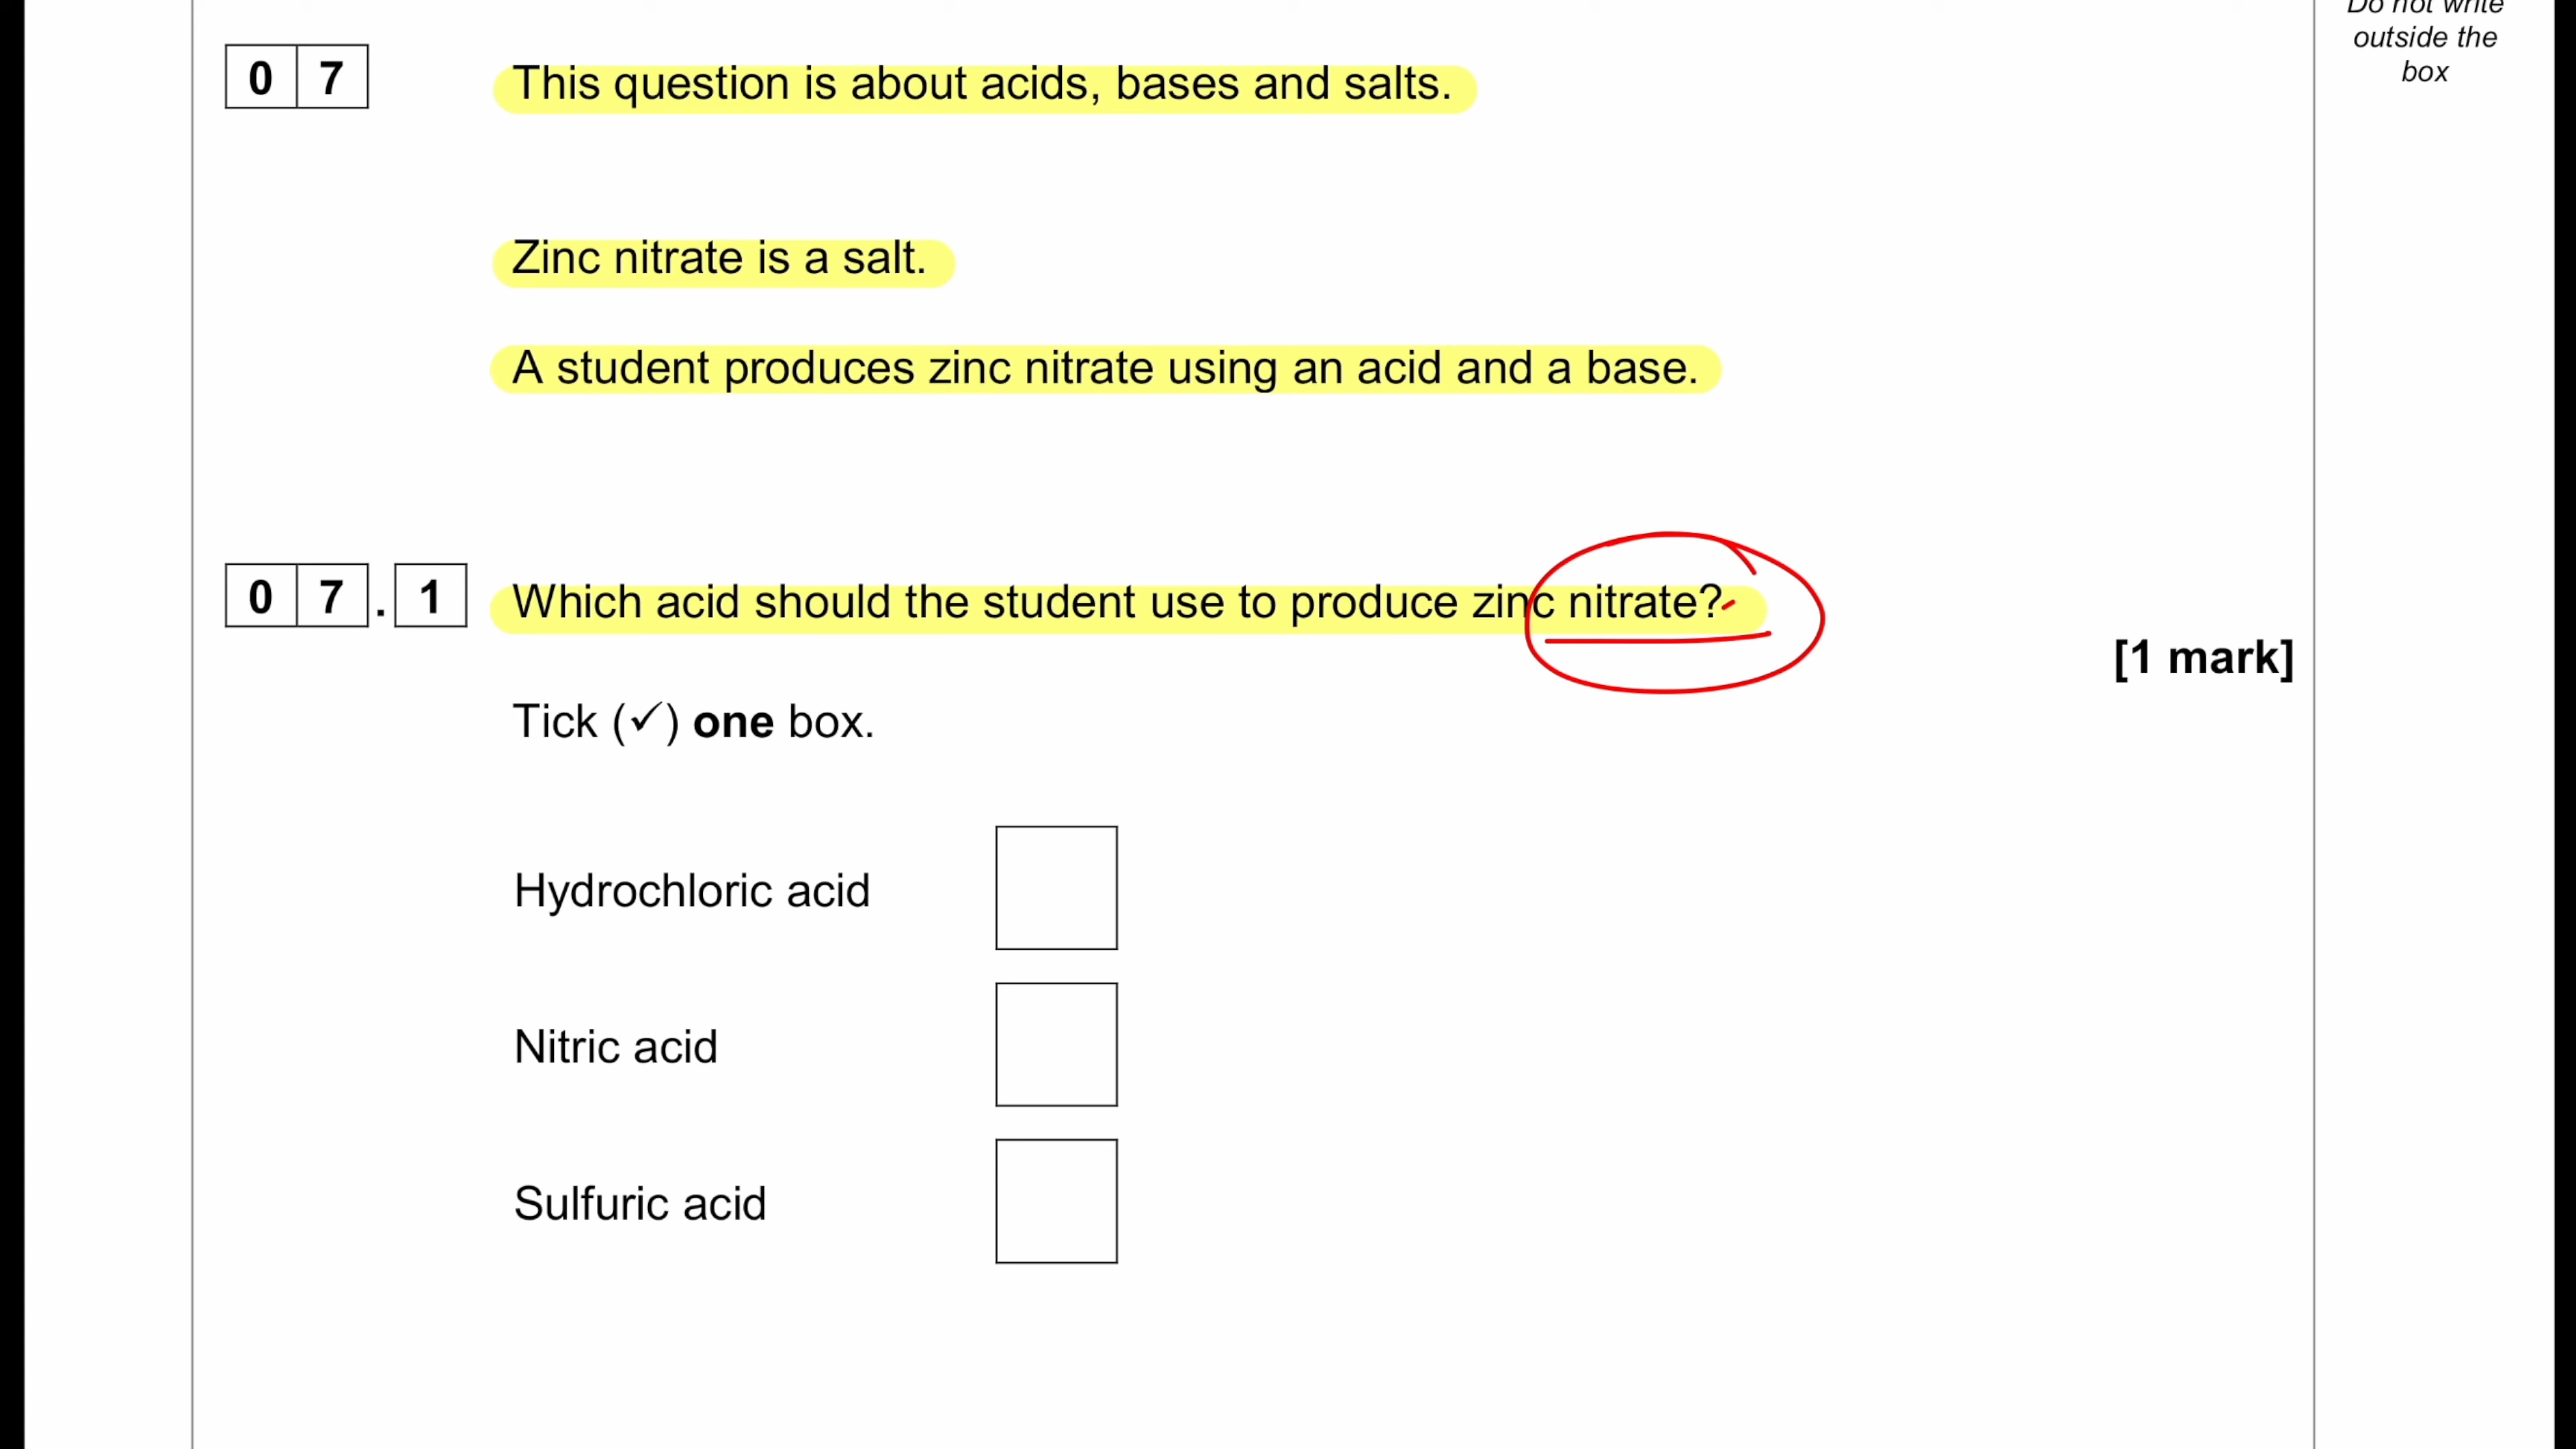 Do not write
outside the
box
0 7 This question is about acids, bases and salts.
Zinc nitrate is a salt.
A student produces zinc nitrate using an acid and a base.
0 7 . 1 Which acid should the student use to produce zinc nitrate?
[1 mark]
Tick (✓) one box.
Hydrochloric acid
Nitric acid
Sulfuric acid